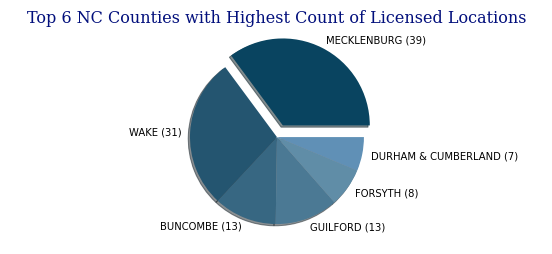 Top 6 NC Counties with Highest Count of Licensed Locations
MECKLENBURG (39)
WAKE (31)
DURHAM & CUMBERLAND (7)
FORSYTH (8)
BUNCOMBE (13)
GUILFORD (13)